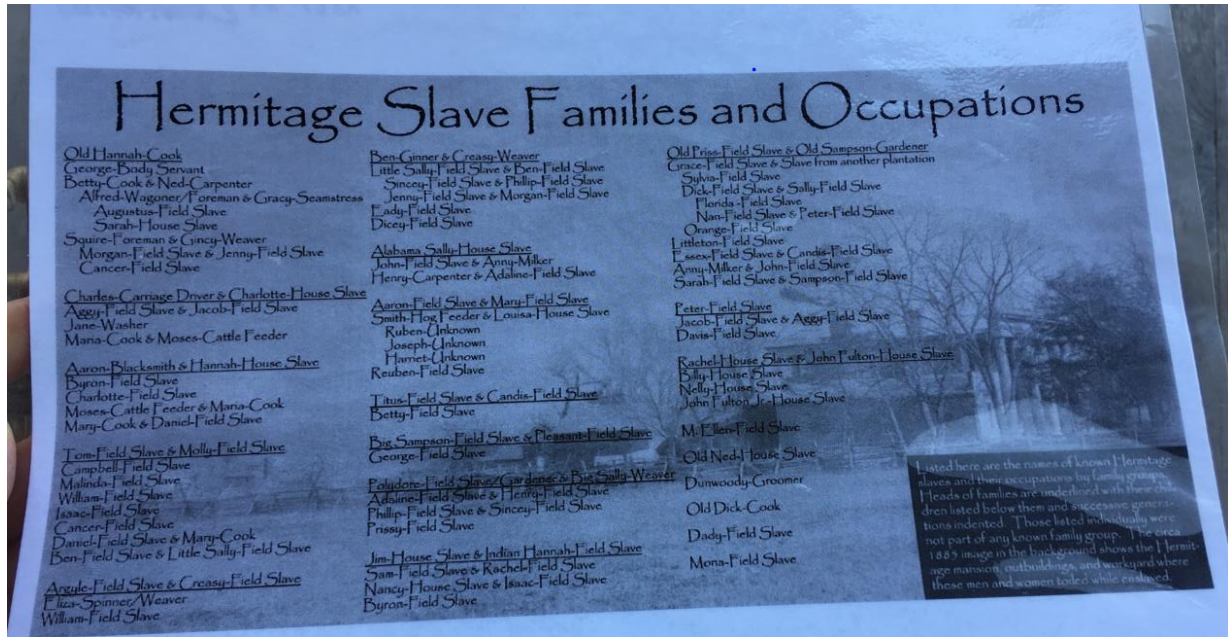 Hermitage Slave Families and Occupations
Old Hannah-Cook
George-Body Servant
Betty-Cook & Ned-Carpenter
Alfred-Wagoner/Foreman & Gracy-Seamstress
Augustus-Field Slave
Sarah-House Slave
Squire-Foreman & Gincy-Weaver
Morgan-Field Slave & Jenny-Field Slave
Cancer-Field Slave
Charles-Carriage Driver & Charlotte-House Slave
Aggy-Field Slave & Jacob-Field Slave
Jane-Washer
Maria-Cook & Moses-Cattle Feeder
Aaron-Blacksmith & Hannah-House Slave
Byron-Field Slave
Charlotte-Field Slave
Moses-Cattle Feeder & Maria-Cook
Mary-Cook & Daniel-Field Slave
Tom-Field Slave & Molly-Field Slave
Campbell-Field Slave
Malinda-Field Slave
William-Field Slave
Isaac-Field Slave
Cancer-Field Slave
Daniel-Field Slave & Mary-Cook
Ben-Field Slave & Little Sally-Field Slave
Argyle-Field Slave & Creasy-Field Slave
Eliza-Spinner/Weaver
William-Field Slave
Ben-Ginner & Creasy-Weaver
Little Sally-Field Slave & Ben-Field Slave
Sincey-Field Slave & Phillip-Field Slave
Jenny-Field Slave & Morgan-Field Slave
Eady-Field Slave
Dicey-Field Slave
Alabama Sally-House Slave
John-Field Slave & Anny-Milker
Henry-Carpenter & Adaline-Field Slave
Aaron-Field Slave & Mary-Field Slave
Smith-Hog Feeder & Louisa-House Slave
Ruben-Unknown
Joseph-Unknown
Harriet-Unknown
Reuben-Field Slave
Titus-Field Slave & Candis-Field Slave
Betty-Field Slave
Big Sampson-Field Slave & Pleasant-Field Slave
George-Field Slave
Polydore-Field Slave/Gardener & Big Sally-Weaver
Adaline-Field Slave & Henry-Field Slave
Phillip-Field Slave & Sincey-Field Slave
Prissy-Field Slave
Jim-House Slave & Indian Hannah-Field Slave
Sam-Field Slave & Rachel-Field Slave
Nancy-House Slave & Isaac-Field Slave
Byron-Field Slave
Old Priss-Field Slave & Old Sampson-Gardener
Grace-Field Slave & Slave from another plantation
Sylvia-Field Slave
Dick-Field Slave & Sally-Field Slave
Florida-Field Slave
Nan-Field Slave & Peter-Field Slave
Orange-Field Slave
Littleton-Field Slave
Essex-Field Slave & Candis-Field Slave
Anny-Milker & John-Field Slave
Sarah-Field Slave & Sampson-Field Slave
Peter-Field Slave
Jacob-Field Slave & Aggy-Field Slave
Davis-Field Slave
Rachel-House Slave & John Fulton-House Slave
Billy-House Slave
Nelly-House Slave
John Fulton Jr.-House Slave
M. Ellen-Field Slave
Old Ned-House Slave
Dunwoody-Groomer
Old Dick-Cook
Dady-Field Slave
Mona-Field Slave
Listed here are the names of known Hermitage
slaves and their occupations by family groups.
Heads of families are underlined with their chil-
dren listed below them and successive genera-
tions indented. Those listed individually were
not part of any known family group. The circa
1885 image in the background shows the Hermit-
age mansion, outbuildings, and workyard where
these men and women toiled while enslaved.